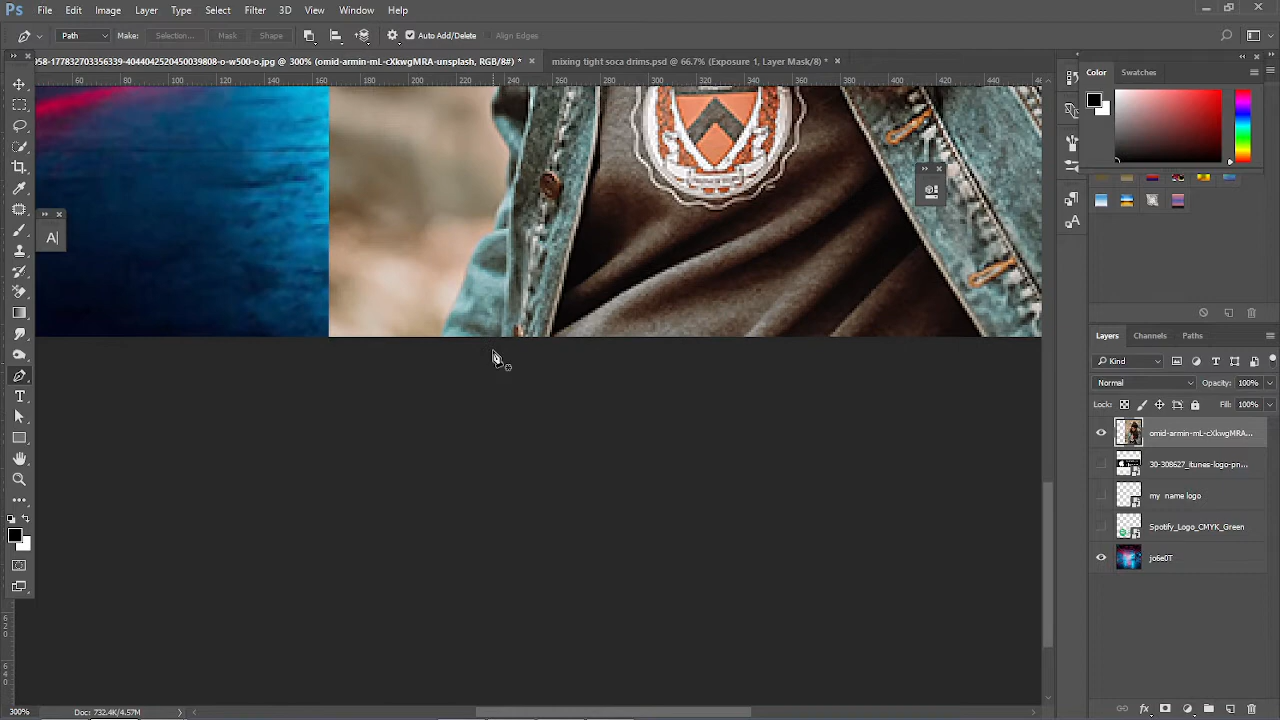 Ps File Edit Image Layer Type Select Filter 3D View Window Help
Path Make: Selection... Mask Shape Auto Add/Delete Align Edges
58-177832703356339-4044042520450039808-o-w500-o.jpg @ 300% (omid-armin-mL-cXkwgMRA-unsplash, RGB/8#) * × mixing tight soca drims.psd @ 66.7% (Exposure 1, Layer Mask/8) * ×
60 80 100 120 140 160 180 200 220 240 260 280 300 320 340 360 380 400 420 440
Color Swatches
A|
Layers Channels Paths
Kind
Normal Opacity: 100%
Lock: Fill: 100%
omid-armin-mL-cXkwgMRA...
30-308627_itunes-logo-pn...
my name logo
Spotify_Logo_CMYK_Green
jo6e0T
620
640
300% Doc: 732.4K/4.57M